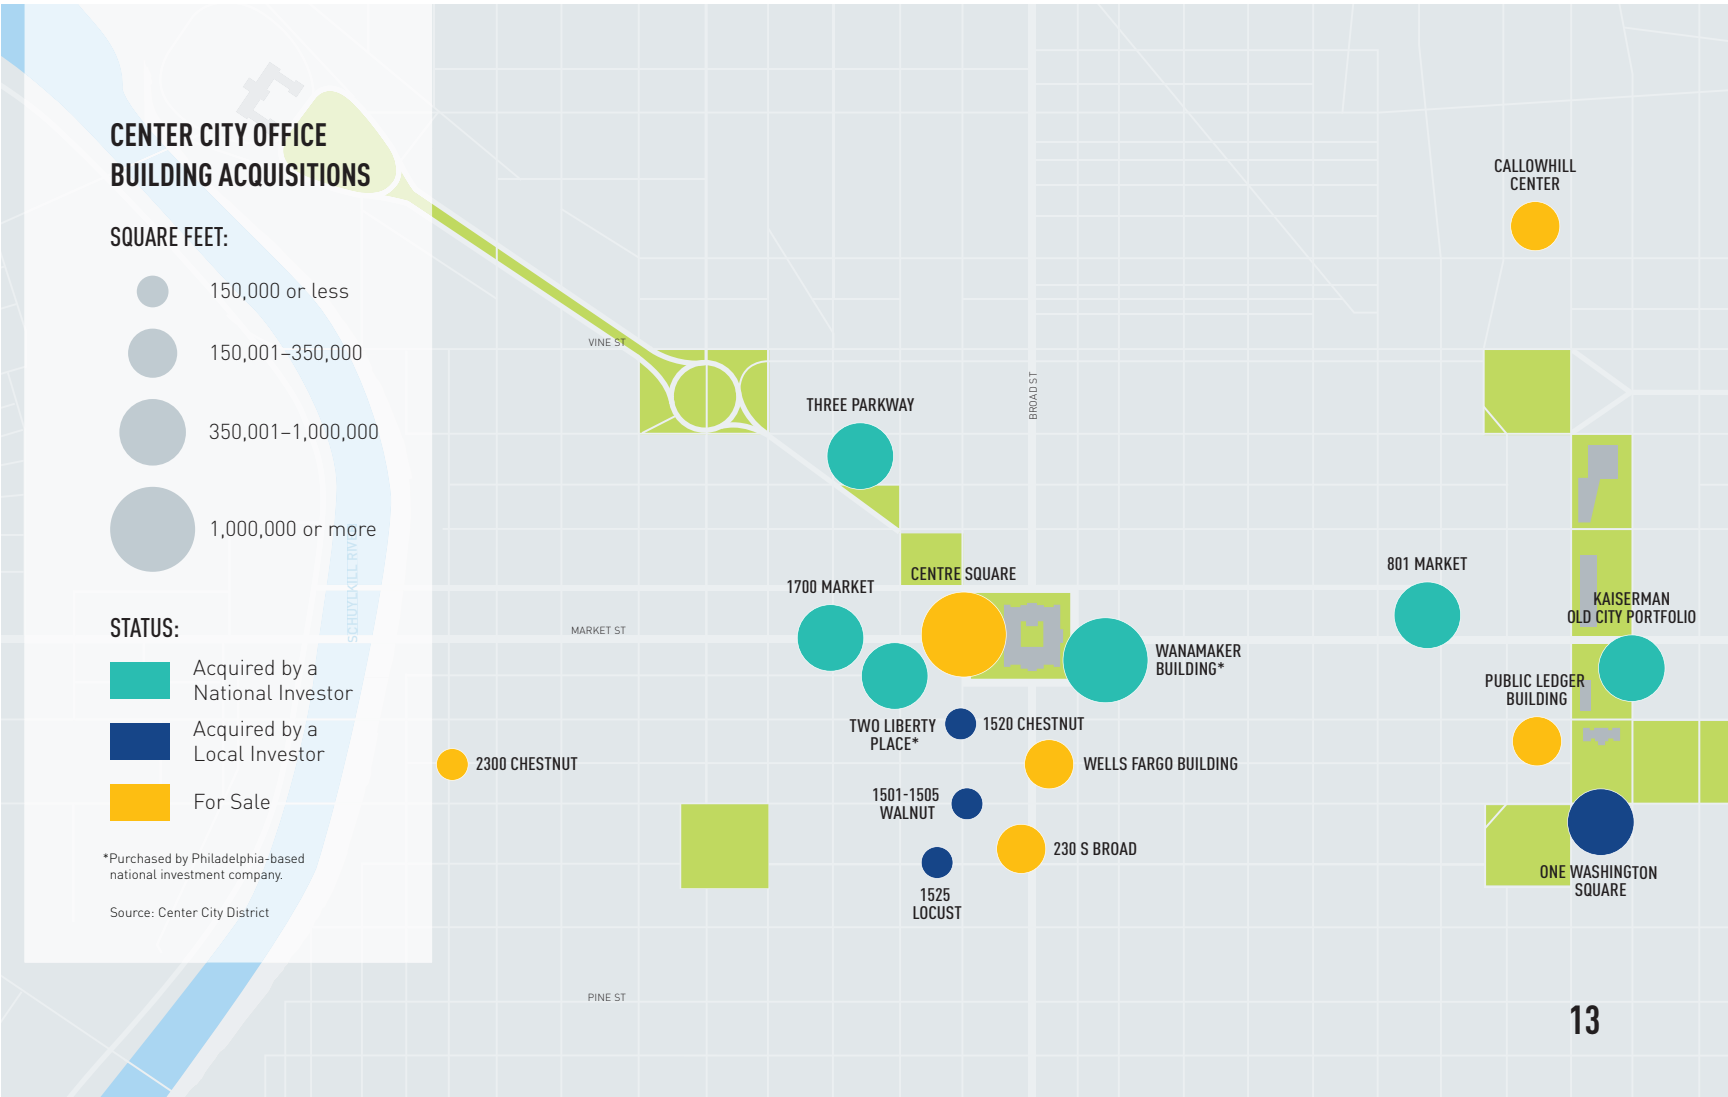 CENTER CITY OFFICE
BUILDING ACQUISITIONS
SQUARE FEET:
150,000 or less
150,001–350,000
350,001–1,000,000
1,000,000 or more
SCHUYLKILL RIVER
STATUS:
Acquired by a
National Investor
Acquired by a
Local Investor
For Sale
*Purchased by Philadelphia-based
national investment company.
Source: Center City District
CALLOWHILL
CENTER
VINE ST
BROAD ST
THREE PARKWAY
801 MARKET
CENTRE SQUARE
1700 MARKET
KAISERMAN
OLD CITY PORTFOLIO
MARKET ST
WANAMAKER
BUILDING*
PUBLIC LEDGER
BUILDING
TWO LIBERTY
PLACE*
1520 CHESTNUT
2300 CHESTNUT
WELLS FARGO BUILDING
1501-1505
WALNUT
230 S BROAD
ONE WASHINGTON
SQUARE
1525
LOCUST
PINE ST
13